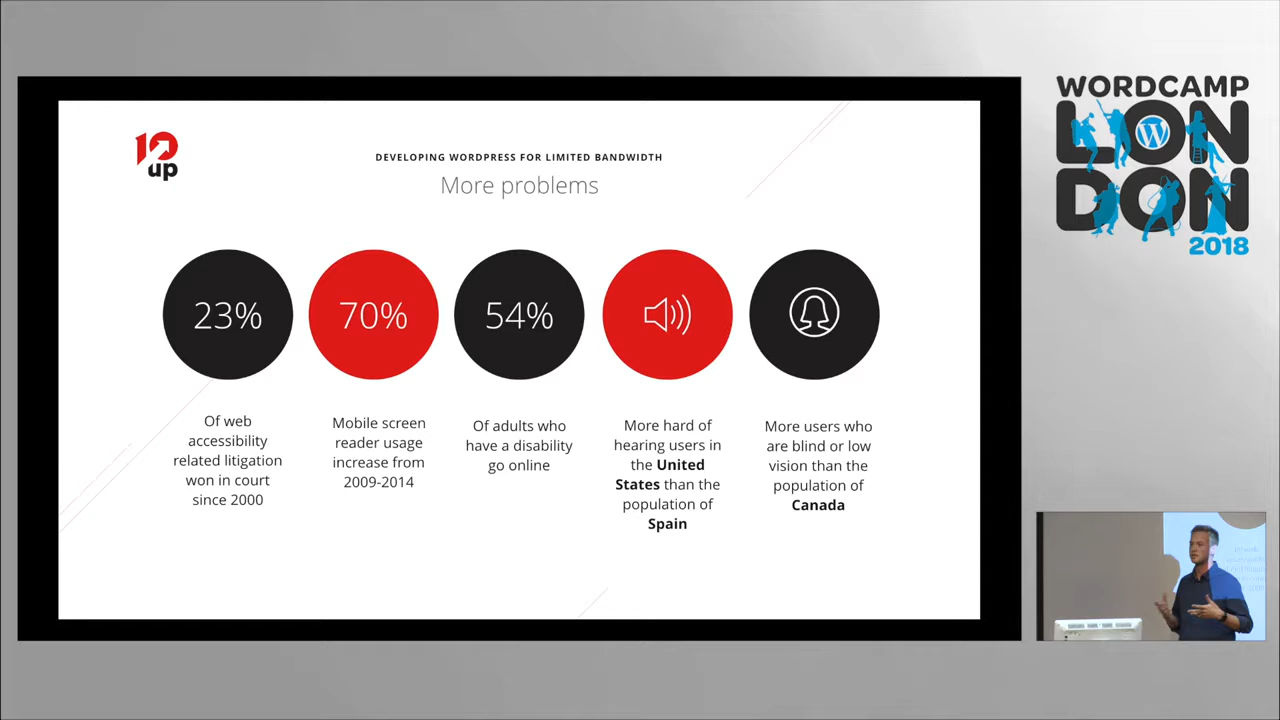 10
up
DEVELOPING WORDPRESS FOR LIMITED BANDWIDTH
More problems
23%
Of web
accessibility
related litigation
won in court
since 2000
70%
Mobile screen
reader usage
increase from
2009-2014
54%
Of adults who
have a disability
go online
More hard of
hearing users in
the United
States than the
population of
Spain
More users who
are blind or low
vision than the
population of
Canada
WORDCAMP
LON
DON
2018